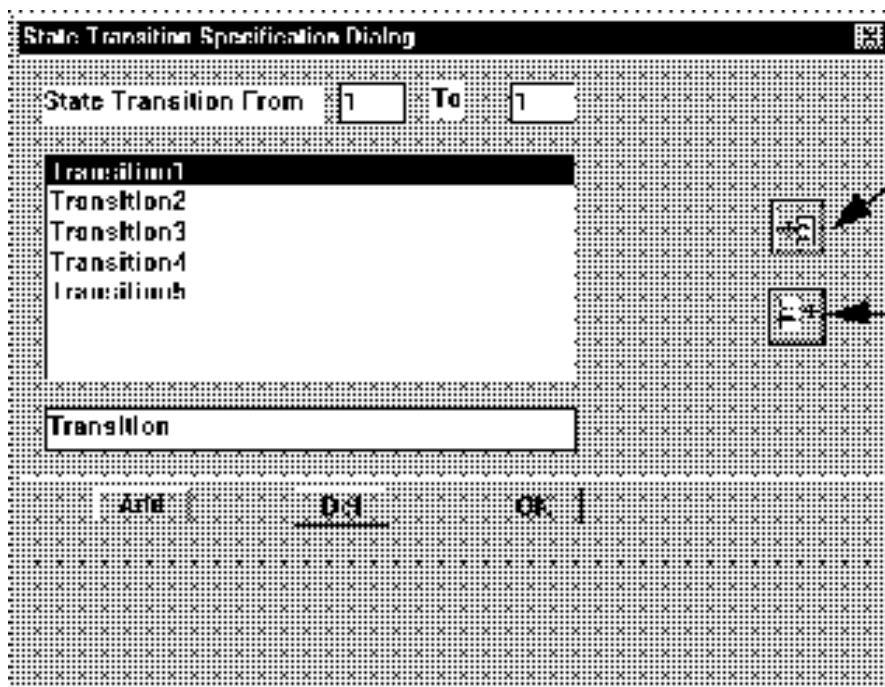 State Transition Specification Dialog
State Transition From 1 To 1
Transition1
Transition2
Transition3
Transition4
Transition5
Transition
Add Del OK